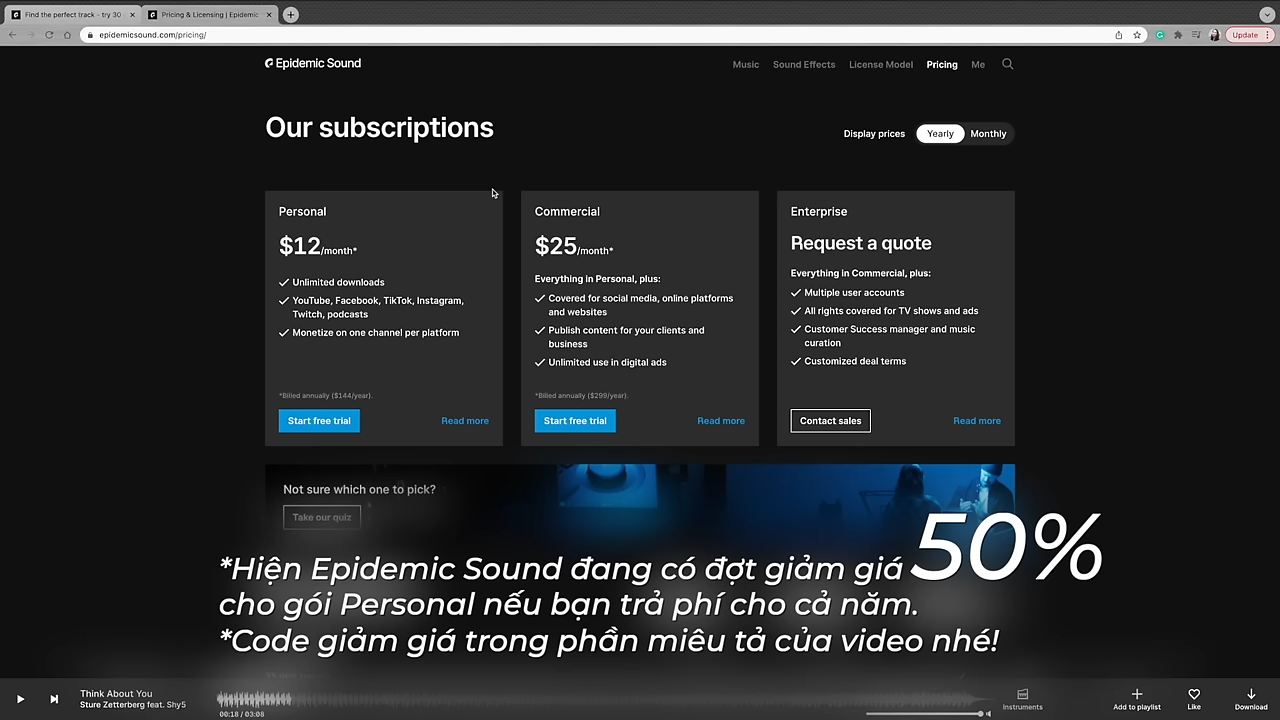 Find the perfect track - try 30
Pricing & Licensing | Epidemic
epidemicsound.com/pricing/
Update
Epidemic Sound
Music
Sound Effects
License Model
Pricing
Me
Our subscriptions
Display prices
Yearly
Monthly
Personal
$12/month*
Unlimited downloads
YouTube, Facebook, TikTok, Instagram,
Twitch, podcasts
Monetize on one channel per platform
*Billed annually ($144/year).
Start free trial
Read more
Commercial
$25/month*
Everything in Personal, plus:
Covered for social media, online platforms
and websites
Publish content for your clients and
business
Unlimited use in digital ads
*Billed annually ($299/year).
Start free trial
Read more
Enterprise
Request a quote
Everything in Commercial, plus:
Multiple user accounts
All rights covered for TV shows and ads
Customer Success manager and music
curation
Customized deal terms
Contact sales
Read more
Not sure which one to pick?
Take our quiz
*Hiện Epidemic Sound đang có đợt giảm giá 50%
cho gói Personal nếu bạn trả phí cho cả năm.
*Code giảm giá trong phần miêu tả của video nhé!
Think About You
Sture Zetterberg feat. Shy5
00:18 / 03:08
Instruments
Add to playlist
Like
Download